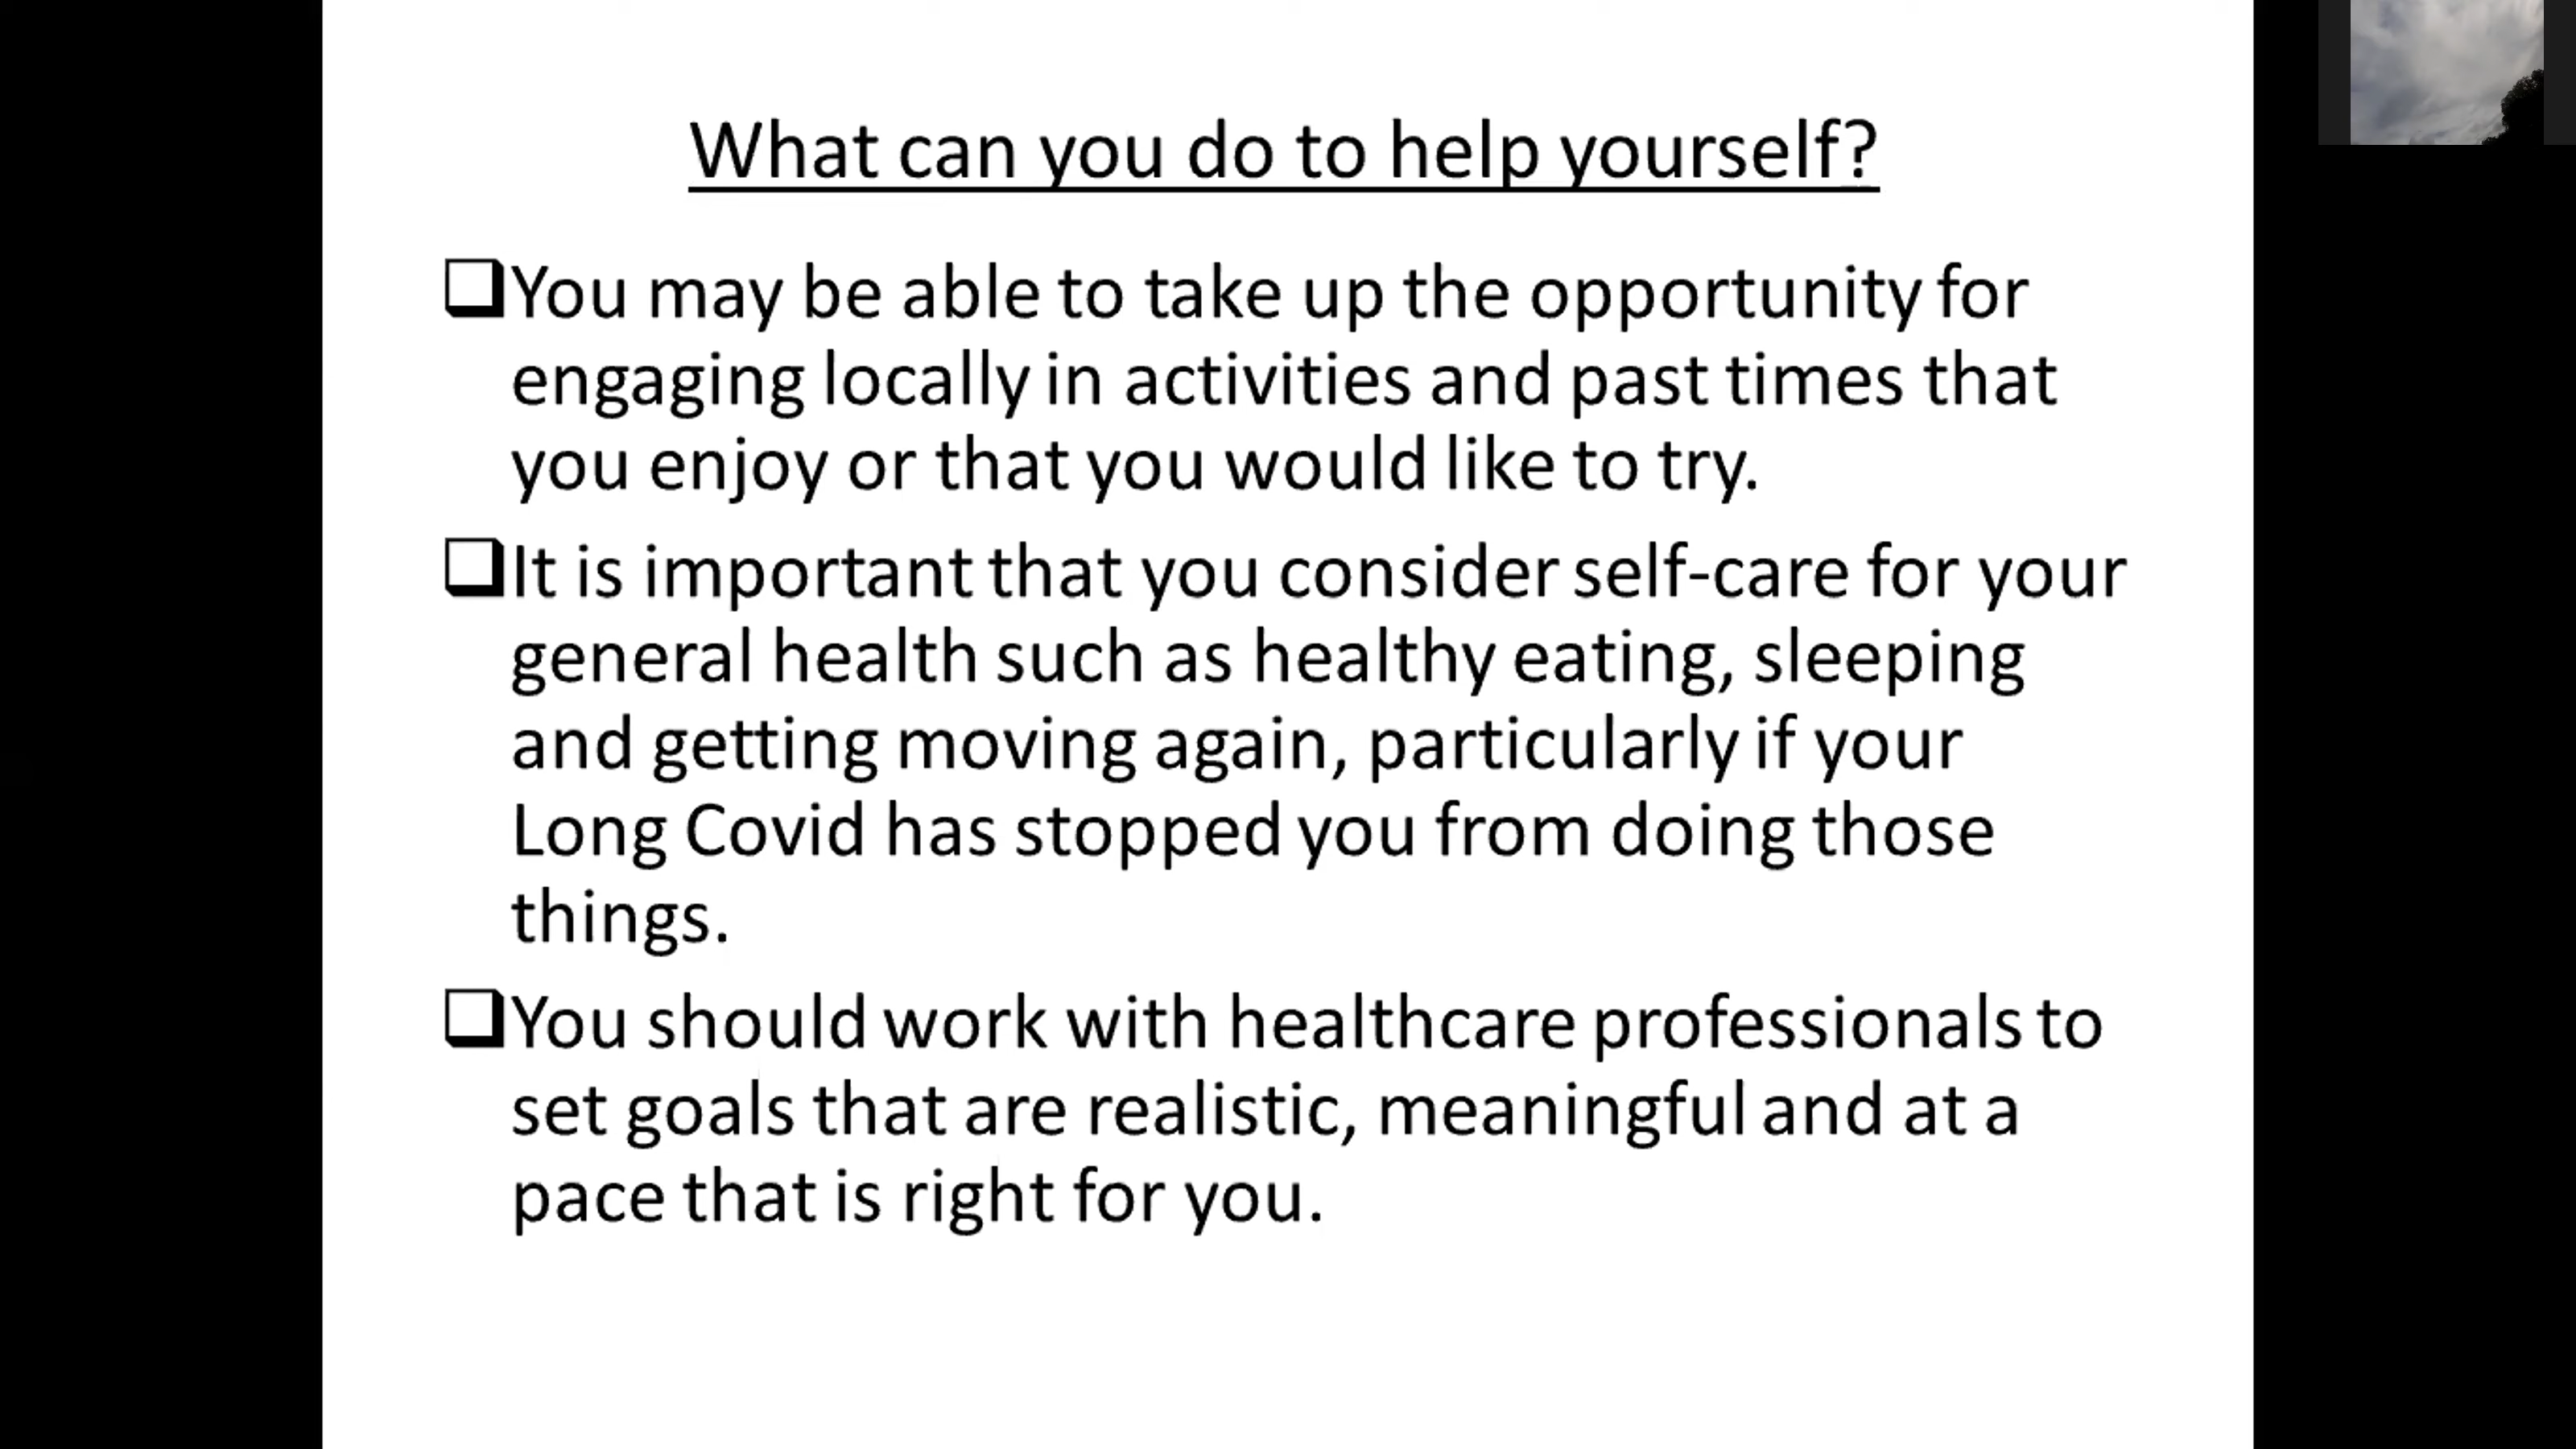 What can you do to help yourself?
You may be able to take up the opportunity for
engaging locally in activities and past times that
you enjoy or that you would like to try.
It is important that you consider self-care for your
general health such as healthy eating, sleeping
and getting moving again, particularly if your
Long Covid has stopped you from doing those
things.
You should work with healthcare professionals to
set goals that are realistic, meaningful and at a
pace that is right for you.